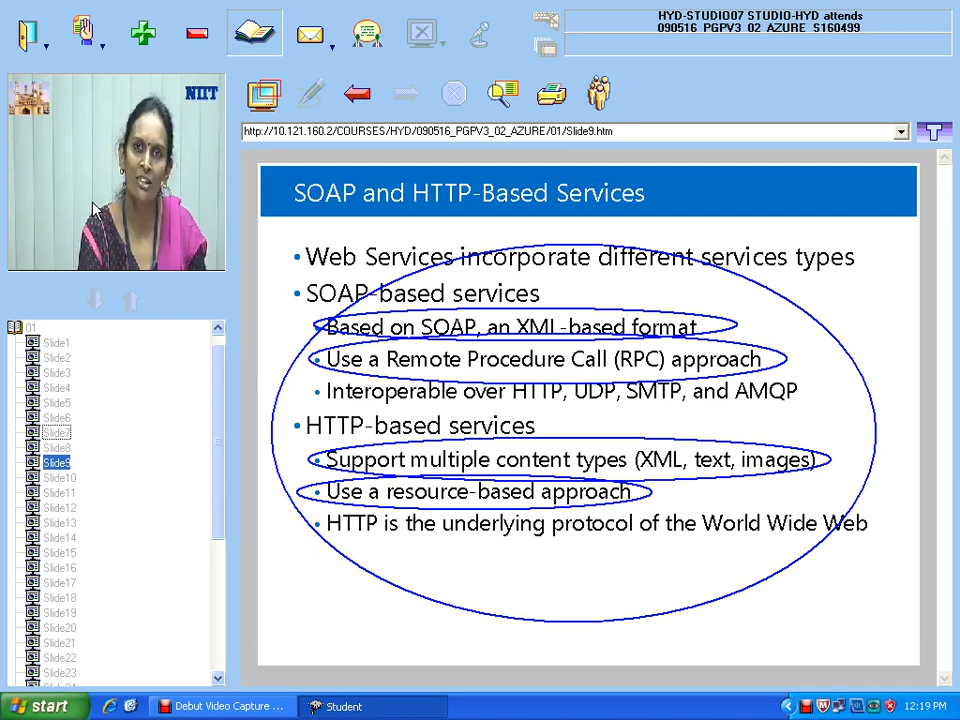 HYD-STUDIO07 STUDIO-HYD attends
090516_PGPV3_02_AZURE_S160499
NIIT
http://10.121.160.2/COURSES/HYD/090516_PGPV3_02_AZURE/01/Slide9.htm
T
SOAP and HTTP-Based Services
• Web Services incorporate different services types
• SOAP-based services
• Based on SOAP, an XML-based format
• Use a Remote Procedure Call (RPC) approach
• Interoperable over HTTP, UDP, SMTP, and AMQP
• HTTP-based services
• Support multiple content types (XML, text, images)
• Use a resource-based approach
• HTTP is the underlying protocol of the World Wide Web
01
Slide1
Slide2
Slide3
Slide4
Slide5
Slide6
Slide7
Slide8
Slide9
Slide10
Slide11
Slide12
Slide13
Slide14
Slide15
Slide16
Slide17
Slide18
Slide19
Slide20
Slide21
Slide22
Slide23
start
Debut Video Capture ...
Student
12:19 PM